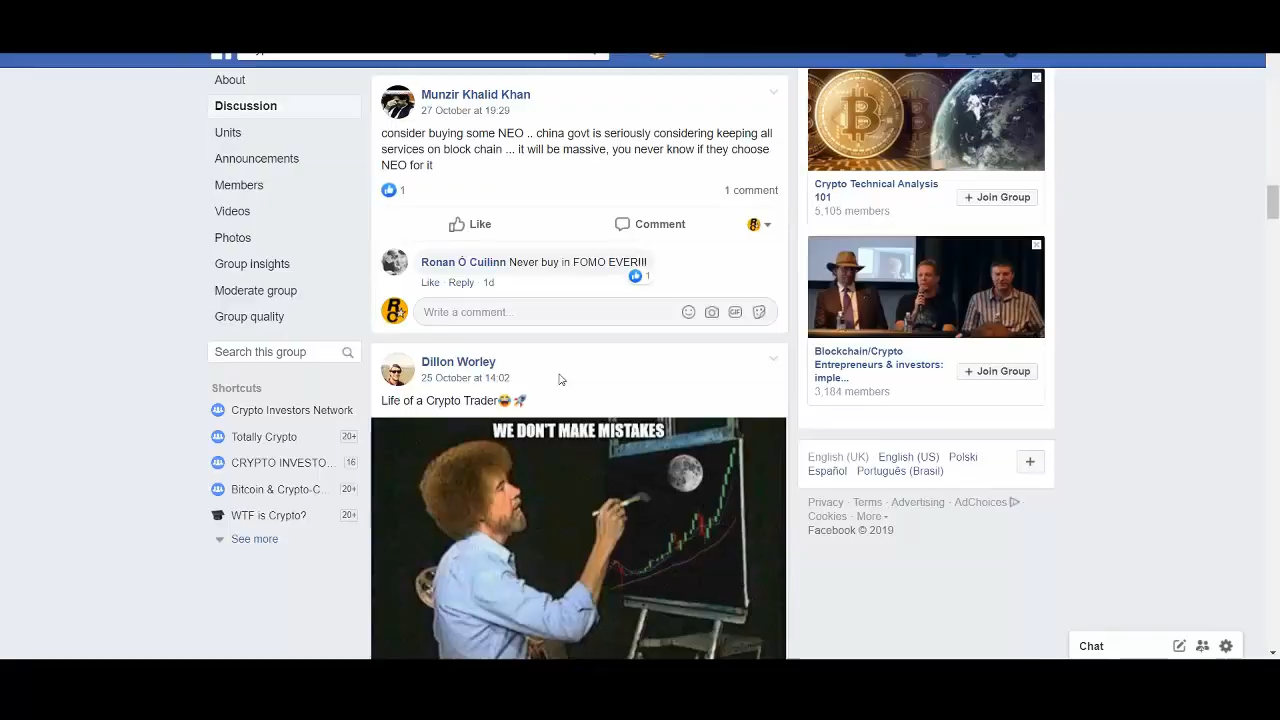 About
Discussion
Units
Announcements
Members
Videos
Photos
Group insights
Moderate group
Group quality
Search this group
Shortcuts
Crypto Investors Network
Totally Crypto 20+
CRYPTO INVESTO... 16
Bitcoin & Crypto-C... 20+
WTF is Crypto? 20+
See more
Munzir Khalid Khan
27 October at 19:29
consider buying some NEO .. china govt is seriously considering keeping all
services on block chain ... it will be massive, you never know if they choose
NEO for it
1
1 comment
Like
Comment
Ronan Ó Cuilinn Never buy in FOMO EVER!!!
1
Like · Reply · 1d
Write a comment...
GIF
Dillon Worley
25 October at 14:02
Life of a Crypto Trader😂🚀
WE DON'T MAKE MISTAKES
Crypto Technical Analysis
101
5,105 members
+ Join Group
Blockchain/Crypto
Entrepreneurs & investors:
imple...
3,184 members
+ Join Group
English (UK) · English (US) · Polski
Español · Português (Brasil)
+
Privacy · Terms · Advertising · AdChoices
Cookies · More
Facebook © 2019
Chat